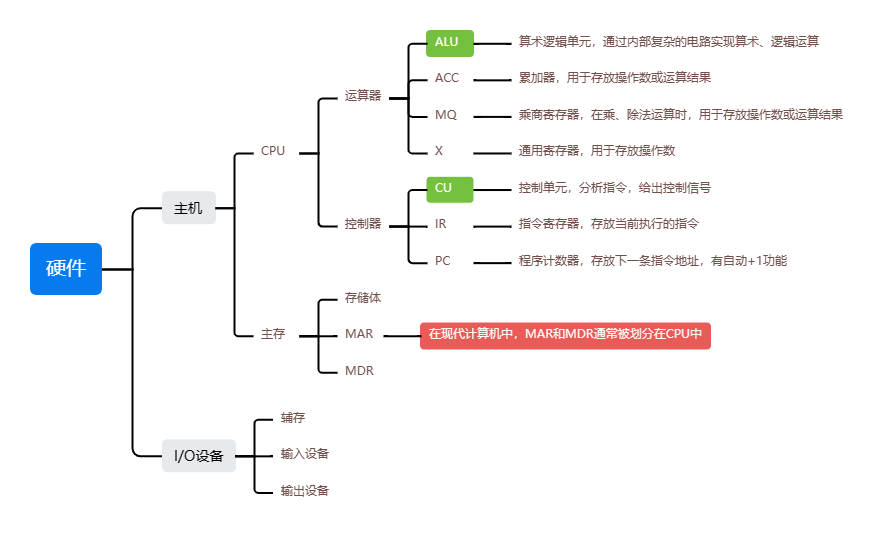 硬件
主机
CPU
运算器
ALU
算术逻辑单元，通过内部复杂的电路实现算术、逻辑运算
ACC
累加器，用于存放操作数或运算结果
MQ
乘商寄存器，在乘、除法运算时，用于存放操作数或运算结果
X
通用寄存器，用于存放操作数
控制器
CU
控制单元，分析指令，给出控制信号
IR
指令寄存器，存放当前执行的指令
PC
程序计数器，存放下一条指令地址，有自动+1功能
主存
存储体
MAR
在现代计算机中，MAR和MDR通常被划分在CPU中
MDR
I/O设备
辅存
输入设备
输出设备